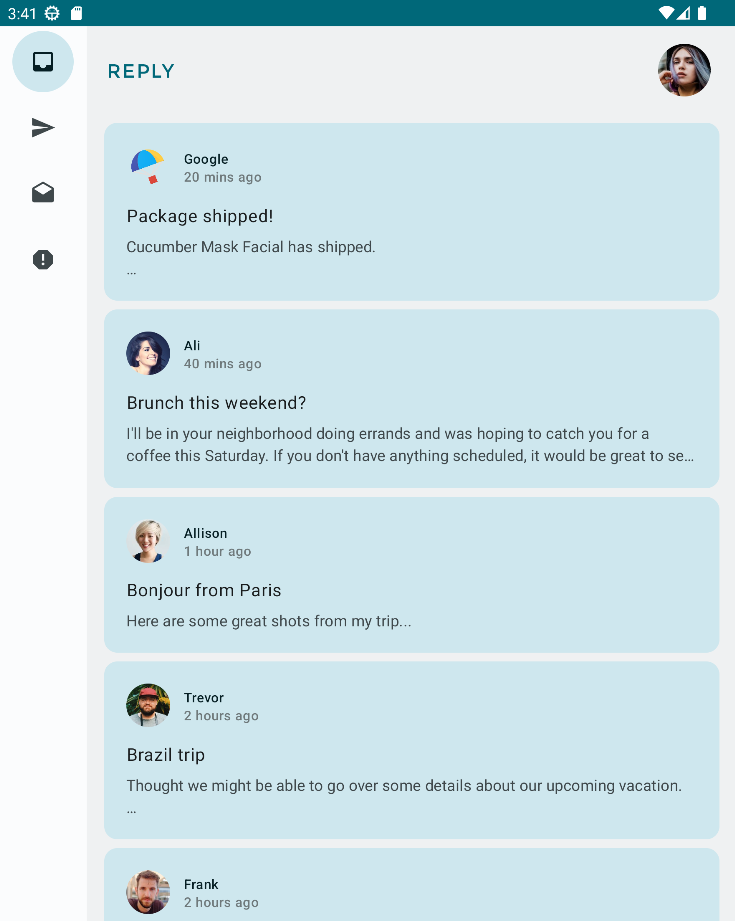 3:41
REPLY
Google
20 mins ago
Package shipped!
Cucumber Mask Facial has shipped.
...
Ali
40 mins ago
Brunch this weekend?
I'll be in your neighborhood doing errands and was hoping to catch you for a
coffee this Saturday. If you don't have anything scheduled, it would be great to se...
Allison
1 hour ago
Bonjour from Paris
Here are some great shots from my trip...
Trevor
2 hours ago
Brazil trip
Thought we might be able to go over some details about our upcoming vacation.
...
Frank
2 hours ago